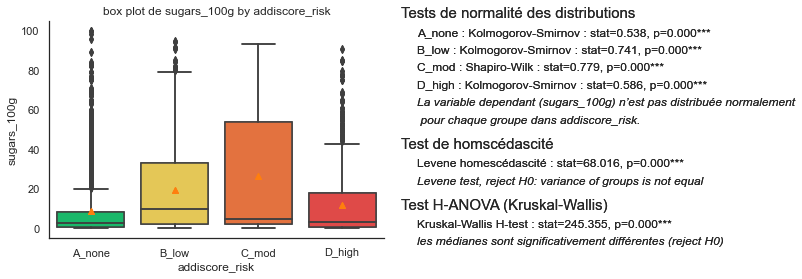 box plot de sugars_100g by addiscore_risk
100
80
60
40
20
0
sugars_100g
A_none
B_low
C_mod
D_high
addiscore_risk
Tests de normalité des distributions
A_none : Kolmogorov-Smirnov : stat=0.538, p=0.000***
B_low : Kolmogorov-Smirnov : stat=0.741, p=0.000***
C_mod : Shapiro-Wilk : stat=0.779, p=0.000***
D_high : Kolmogorov-Smirnov : stat=0.586, p=0.000***
La variable dependant (sugars_100g) n'est pas distribuée normalement
pour chaque groupe dans addiscore_risk.
Test de homscédascité
Levene homescédascité : stat=68.016, p=0.000***
Levene test, reject H0: variance of groups is not equal
Test H-ANOVA (Kruskal-Wallis)
Kruskal-Wallis H-test : stat=245.355, p=0.000***
les médianes sont significativement différentes (reject H0)